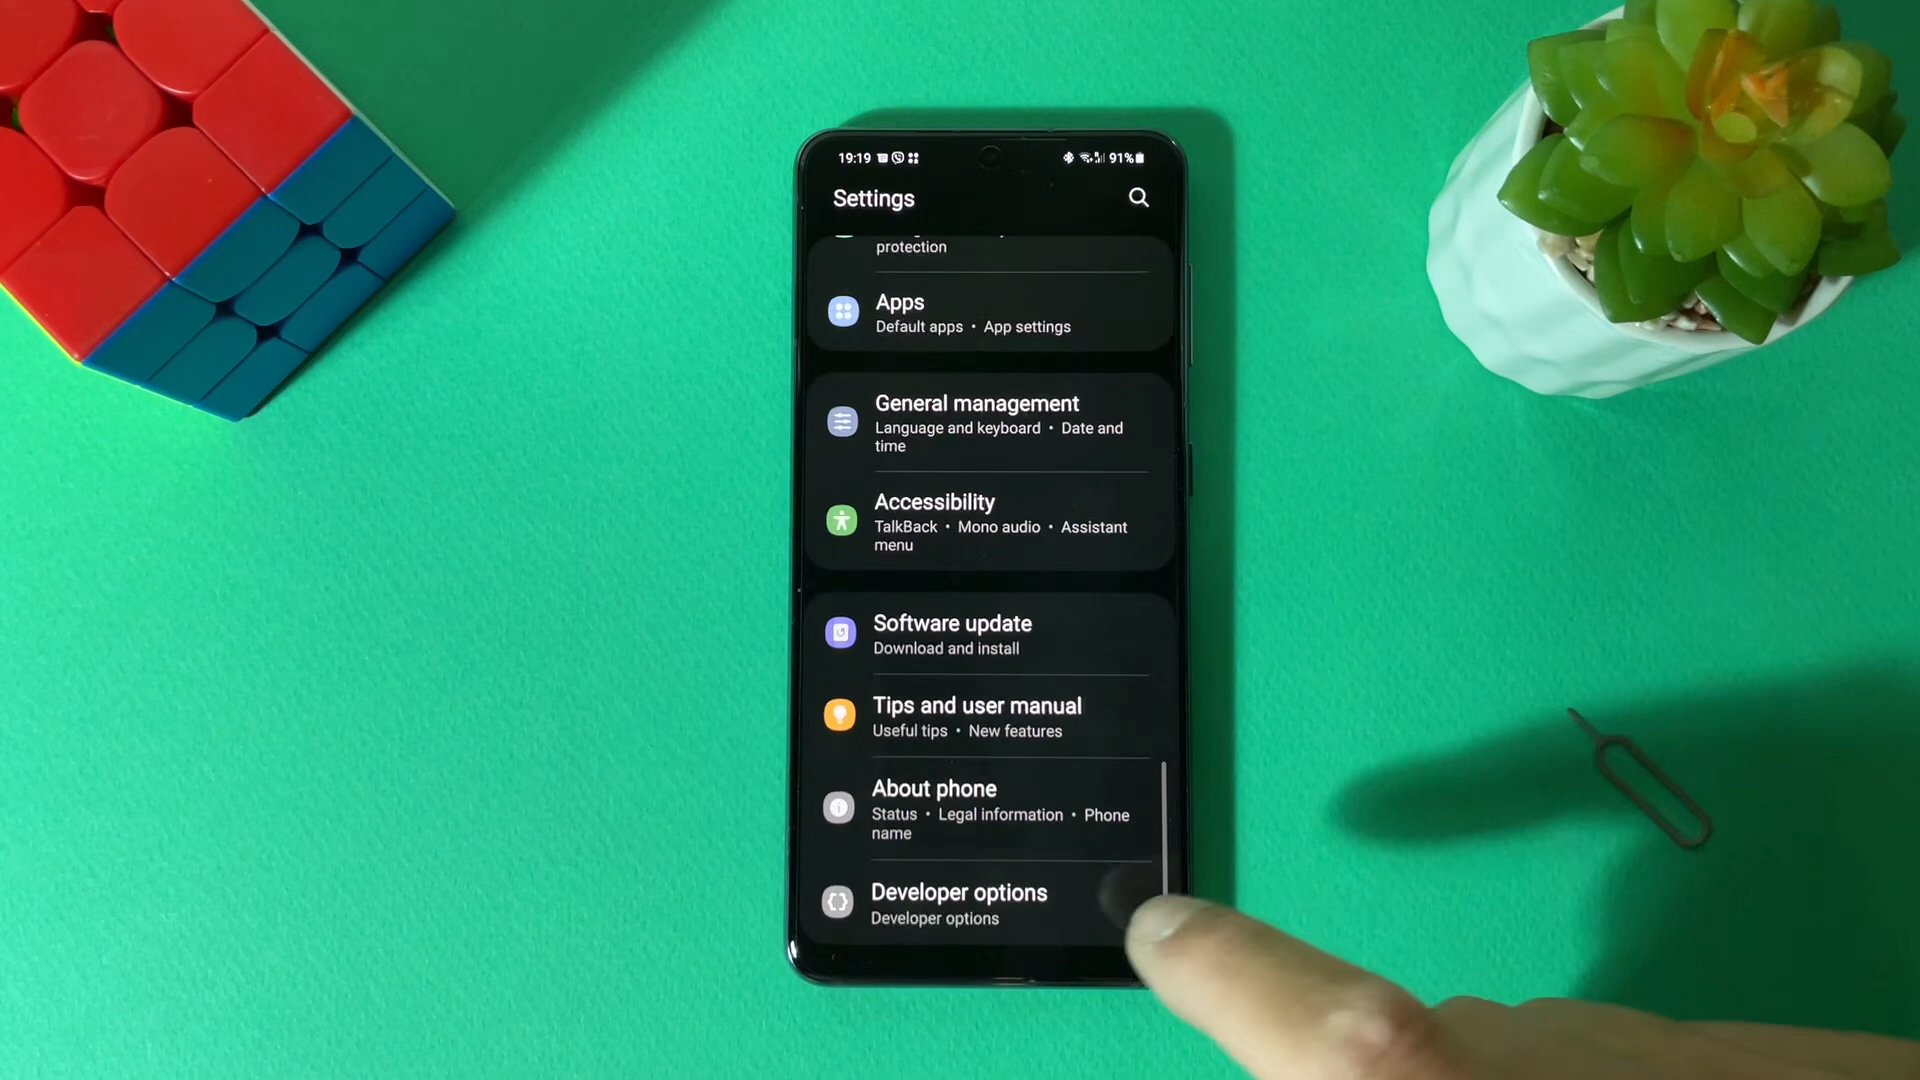 19:19 91%
Settings
protection
Apps
Default apps • App settings
General management
Language and keyboard • Date and
time
Accessibility
TalkBack • Mono audio • Assistant
menu
Software update
Download and install
Tips and user manual
Useful tips • New features
About phone
Status • Legal information • Phone
name
Developer options
Developer options